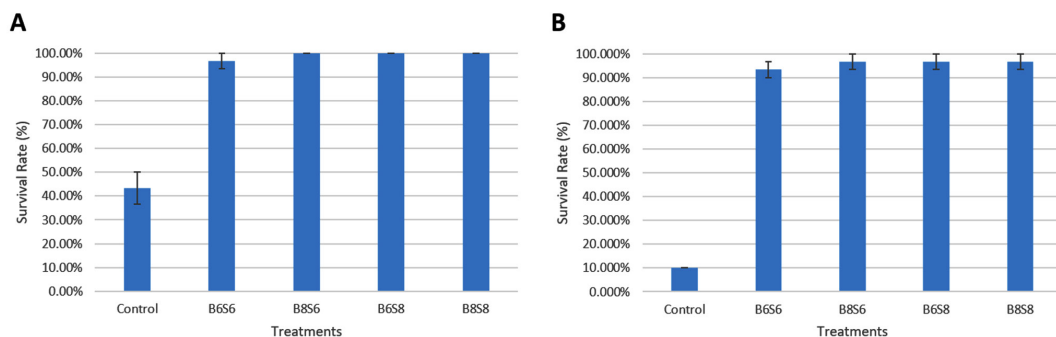 A
Survival Rate (%)
100.00%
90.00%
80.00%
70.00%
60.00%
50.00%
40.00%
30.00%
20.00%
10.00%
0.00%
Control B6S6 B8S6 B6S8 B8S8
Treatments
B
Survival Rate (%)
100.000%
90.000%
80.000%
70.000%
60.000%
50.000%
40.000%
30.000%
20.000%
10.000%
0.000%
Control B6S6 B8S6 B6S8 B8S8
Treatments